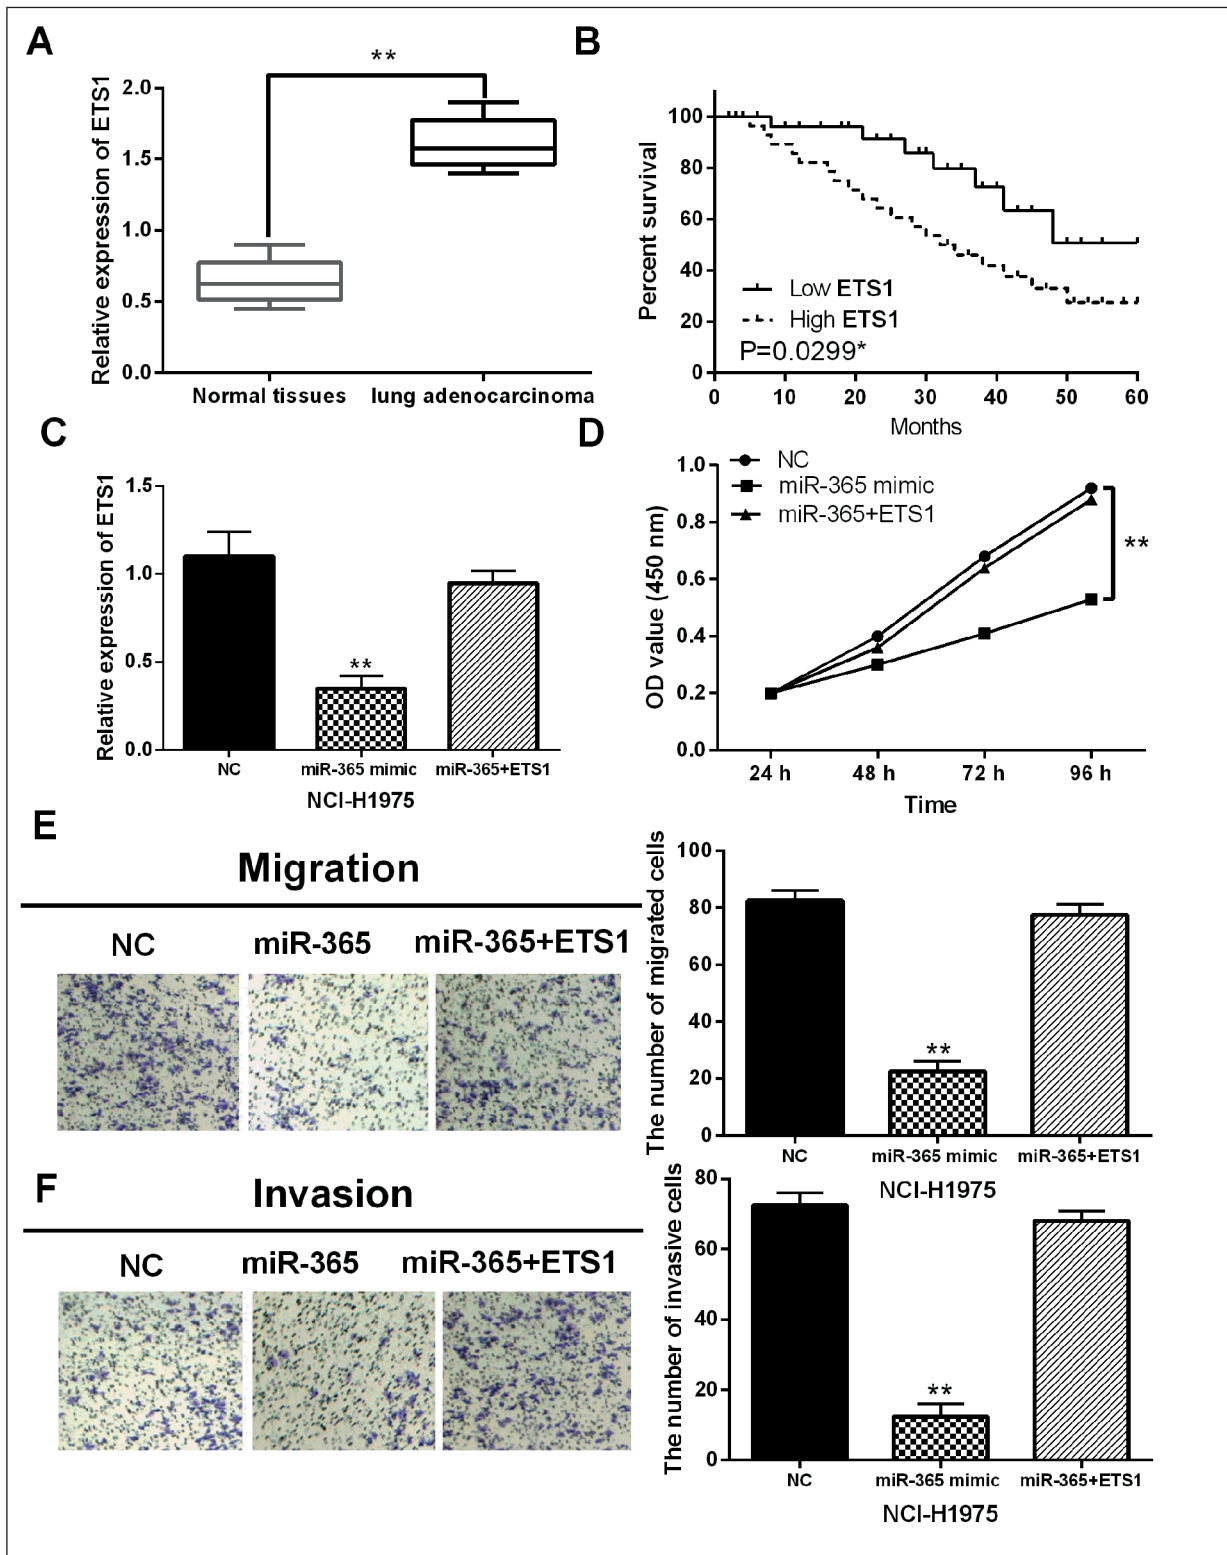 A
**
Relative expression of ETS1
2.0
1.5
1.0
0.5
0.0
Normal tissues
lung adenocarcinoma
B
Percent survival
100
80
60
40
20
0
Low ETS1
High ETS1
P=0.0299*
0 10 20 30 40 50 60
Months
C
Relative expression of ETS1
1.5
1.0
0.5
0.0
**
NC
miR-365 mimic
miR-365+ETS1
NCI-H1975
D
NC
miR-365 mimic
miR-365+ETS1
OD value (450 nm)
1.0
0.8
0.6
0.4
0.2
0.0
**
24 h 48 h 72 h 96 h
Time
E
Migration
NC
miR-365
miR-365+ETS1
The number of migrated cells
100
80
60
40
20
0
**
NC
miR-365 mimic
miR-365+ETS1
NCI-H1975
F
Invasion
NC
miR-365
miR-365+ETS1
The number of invasive cells
80
60
40
20
0
**
NC
miR-365 mimic
miR-365+ETS1
NCI-H1975